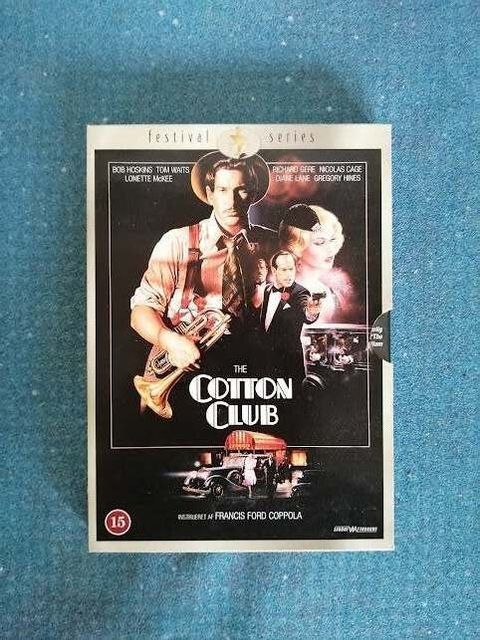 festival series
BOB HOSKINS TOM WAITS
LONETTE McKEE
RICHARD GERE NICOLAS CAGE
DIANE LANE GREGORY HINES
THE
COTTON
CLUB
15
INSTRUERET AF FRANCIS FORD COPPOLA